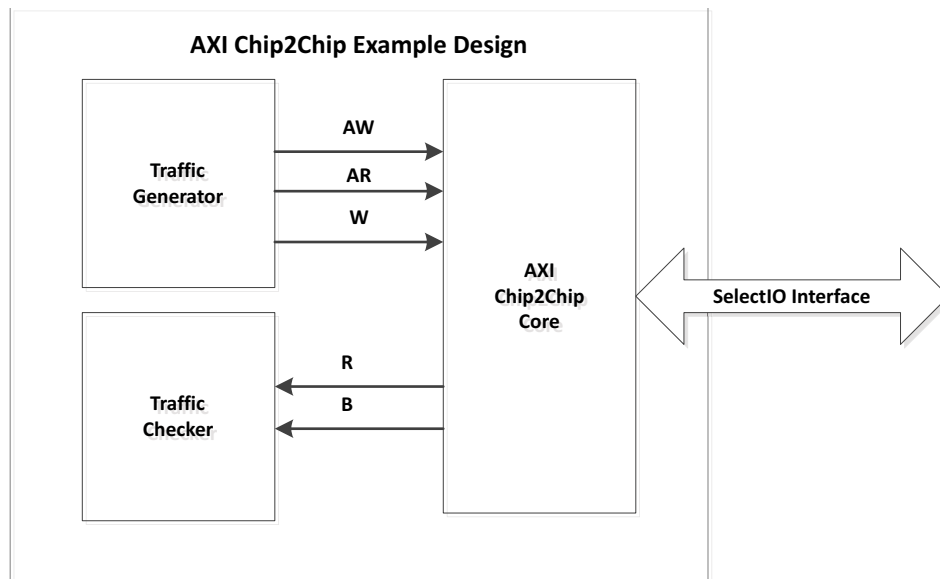 AXI Chip2Chip Example Design
Traffic
Generator
AW
AR
W
AXI
Chip2Chip
Core
SelectIO Interface
Traffic
Checker
R
B